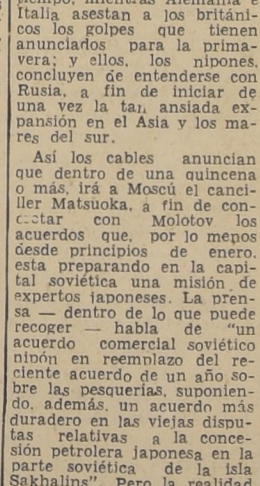 tiempo, mientras Alemania e
Italia asestan a los británi-
cos los golpes que tienen
anunciados para la prima-
vera; y ellos, los nipones,
concluyen de entenderse con
Rusia, a fin de iniciar de
una vez la tan ansiada ex-
pansión en el Asia y los ma-
res del sur.
Así los cables anuncian
que dentro de una quincena
o más, irá a Moscú el canci-
ller Matsuoka, a fin de con-
certar con Molotov los
acuerdos que, por lo menos
desde principios de enero,
esta preparando en la capi-
tal soviética una misión de
expertos japoneses. La pren-
sa — dentro de lo que puede
recoger — habla de "un
acuerdo comercial soviético
nipón en reemplazo del re-
ciente acuerdo de un año so-
bre las pesquerías, suponien-
do, además, un acuerdo más
duradero en las viejas dispu-
tas relativas a la conce-
sión petrolera japonesa en la
parte soviética de la isla
Sakhalins". Pero la realidad